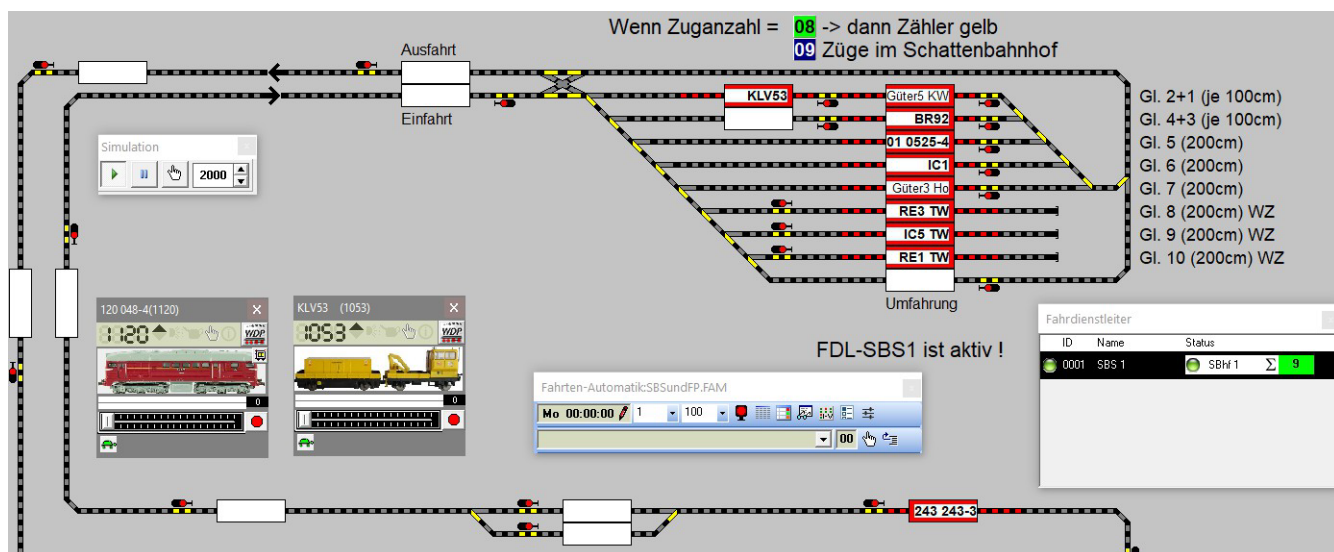 Wenn Zuganzahl = 08 -> dann Zähler gelb
09 Züge im Schattenbahnhof
Ausfahrt
Einfahrt
KLV53 Güter5 KW Gl. 2+1 (je 100cm)
BR92 Gl. 4+3 (je 100cm)
01 0525-4 Gl. 5 (200cm)
IC1 Gl. 6 (200cm)
Güter3 Ho Gl. 7 (200cm)
RE3 TW Gl. 8 (200cm) WZ
IC5 TW Gl. 9 (200cm) WZ
RE1 TW Gl. 10 (200cm) WZ
Umfahrung
Simulation
2000
120 048-4(1120)
1120 WDP
0
KLV53 (1053)
1053 WDP
0
FDL-SBS1 ist aktiv !
Fahrten-Automatik:SBSundFP.FAM
Mo 00:00:00 1 100
00
Fahrdienstleiter
ID Name Status
0001 SBS 1 SBhf 1 Σ 9
243 243-3